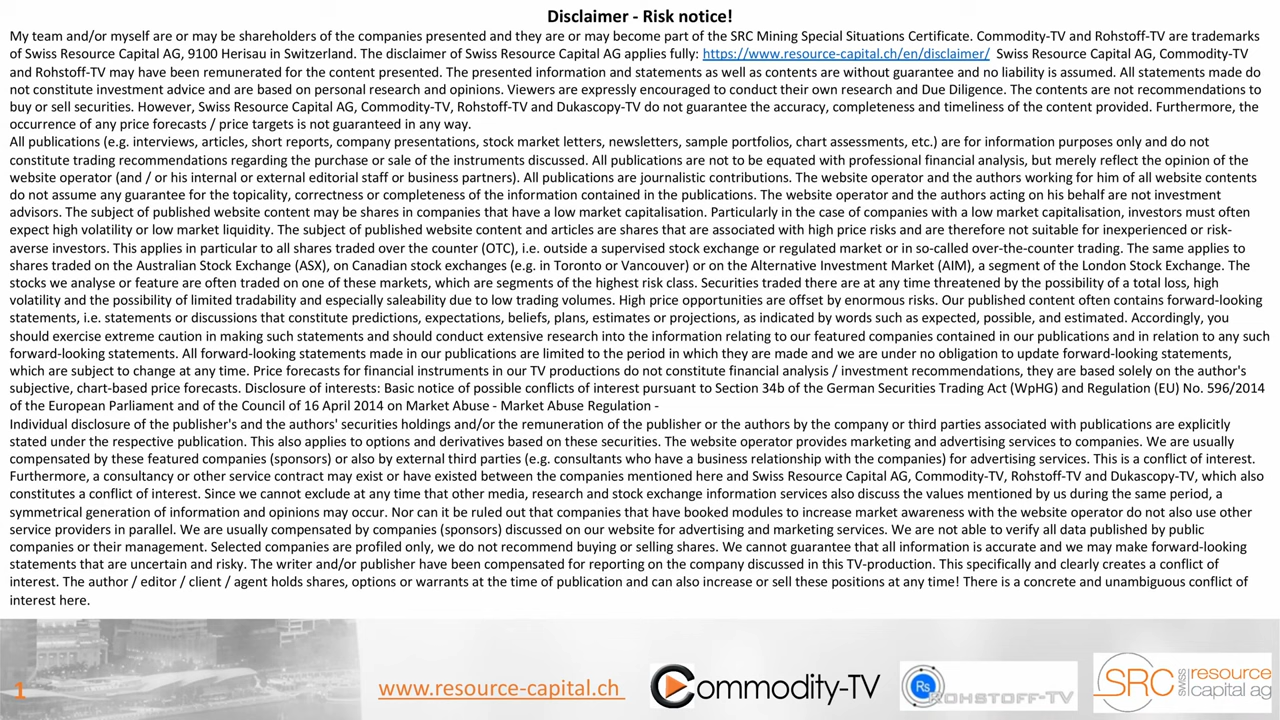 Disclaimer - Risk notice!
My team and/or myself are or may be shareholders of the companies presented and they are or may become part of the SRC Mining Special Situations Certificate. Commodity-TV and Rohstoff-TV are trademarks
of Swiss Resource Capital AG, 9100 Herisau in Switzerland. The disclaimer of Swiss Resource Capital AG applies fully: https://www.resource-capital.ch/en/disclaimer/ Swiss Resource Capital AG, Commodity-TV
and Rohstoff-TV may have been remunerated for the content presented. The presented information and statements as well as contents are without guarantee and no liability is assumed. All statements made do
not constitute investment advice and are based on personal research and opinions. Viewers are expressly encouraged to conduct their own research and Due Diligence. The contents are not recommendations to
buy or sell securities. However, Swiss Resource Capital AG, Commodity-TV, Rohstoff-TV and Dukascopy-TV do not guarantee the accuracy, completeness and timeliness of the content provided. Furthermore, the
occurrence of any price forecasts / price targets is not guaranteed in any way.
All publications (e.g. interviews, articles, short reports, company presentations, stock market letters, newsletters, sample portfolios, chart assessments, etc.) are for information purposes only and do not
constitute trading recommendations regarding the purchase or sale of the instruments discussed. All publications are not to be equated with professional financial analysis, but merely reflect the opinion of the
website operator (and / or his internal or external editorial staff or business partners). All publications are journalistic contributions. The website operator and the authors working for him of all website contents
do not assume any guarantee for the topicality, correctness or completeness of the information contained in the publications. The website operator and the authors acting on his behalf are not investment
advisors. The subject of published website content may be shares in companies that have a low market capitalisation. Particularly in the case of companies with a low market capitalisation, investors must often
expect high volatility or low market liquidity. The subject of published website content and articles are shares that are associated with high price risks and are therefore not suitable for inexperienced or risk-
averse investors. This applies in particular to all shares traded over the counter (OTC), i.e. outside a supervised stock exchange or regulated market or in so-called over-the-counter trading. The same applies to
shares traded on the Australian Stock Exchange (ASX), on Canadian stock exchanges (e.g. in Toronto or Vancouver) or on the Alternative Investment Market (AIM), a segment of the London Stock Exchange. The
stocks we analyse or feature are often traded on one of these markets, which are segments of the highest risk class. Securities traded there are at any time threatened by the possibility of a total loss, high
volatility and the possibility of limited tradability and especially saleability due to low trading volumes. High price opportunities are offset by enormous risks. Our published content often contains forward-looking
statements, i.e. statements or discussions that constitute predictions, expectations, beliefs, plans, estimates or projections, as indicated by words such as expected, possible, and estimated. Accordingly, you
should exercise extreme caution in making such statements and should conduct extensive research into the information relating to our featured companies contained in our publications and in relation to any such
forward-looking statements. All forward-looking statements made in our publications are limited to the period in which they are made and we are under no obligation to update forward-looking statements,
which are subject to change at any time. Price forecasts for financial instruments in our TV productions do not constitute financial analysis / investment recommendations, they are based solely on the author's
subjective, chart-based price forecasts. Disclosure of interests: Basic notice of possible conflicts of interest pursuant to Section 34b of the German Securities Trading Act (WpHG) and Regulation (EU) No. 596/2014
of the European Parliament and of the Council of 16 April 2014 on Market Abuse - Market Abuse Regulation -
Individual disclosure of the publisher's and the authors' securities holdings and/or the remuneration of the publisher or the authors by the company or third parties associated with publications are explicitly
stated under the respective publication. This also applies to options and derivatives based on these securities. The website operator provides marketing and advertising services to companies. We are usually
compensated by these featured companies (sponsors) or also by external third parties (e.g. consultants who have a business relationship with the companies) for advertising services. This is a conflict of interest.
Furthermore, a consultancy or other service contract may exist or have existed between the companies mentioned here and Swiss Resource Capital AG, Commodity-TV, Rohstoff-TV and Dukascopy-TV, which also
constitutes a conflict of interest. Since we cannot exclude at any time that other media, research and stock exchange information services also discuss the values mentioned by us during the same period, a
symmetrical generation of information and opinions may occur. Nor can it be ruled out that companies that have booked modules to increase market awareness with the website operator do not also use other
service providers in parallel. We are usually compensated by companies (sponsors) discussed on our website for advertising and marketing services. We are not able to verify all data published by public
companies or their management. Selected companies are profiled only, we do not recommend buying or selling shares. We cannot guarantee that all information is accurate and we may make forward-looking
statements that are uncertain and risky. The writer and/or publisher have been compensated for reporting on the company discussed in this TV-production. This specifically and clearly creates a conflict of
interest. The author / editor / client / agent holds shares, options or warrants at the time of publication and can also increase or sell these positions at any time! There is a concrete and unambiguous conflict of
interest here.
1
www.resource-capital.ch
Commodity-TV
Rs ROHSTOFF-TV
SRC SWISS resource
capital ag